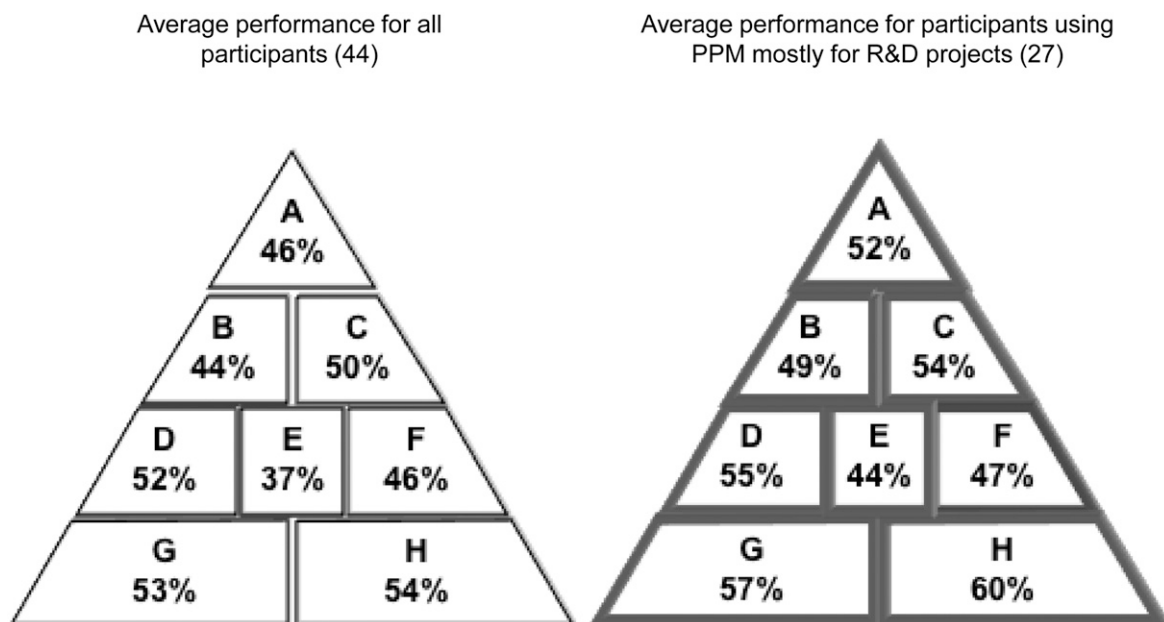 Average performance for all
participants (44)
A
46%
B
44%
C
50%
D
52%
E
37%
F
46%
G
53%
H
54%
Average performance for participants using
PPM mostly for R&D projects (27)
A
52%
B
49%
C
54%
D
55%
E
44%
F
47%
G
57%
H
60%